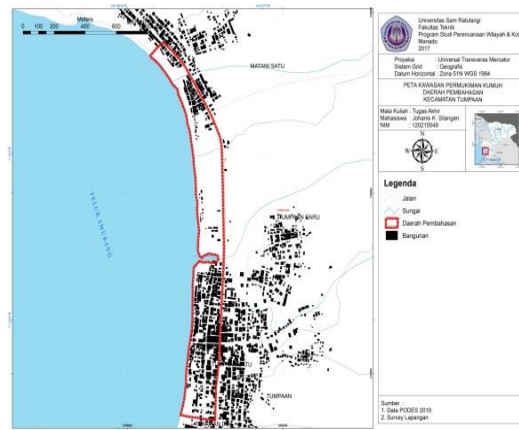 Meters
0 100 200 400 600
MATANI SATU
TELUK AMURANG
TUMPAAN BARU
TUMPAAN
Universitas Sam Ratulangi
Fakultas Teknik
Program Studi Perencanaan Wilayah & Kota
Manado
2017
Proyeksi : Universal Transverse Mercator
Sistem Grid : Geografis
Datum Horizontal : Zona 51N WGS 1984
PETA KAWASAN PERMUKIMAN KUMUH
DAERAH PEMBAHASAN
KECAMATAN TUMPAAN
Mata Kuliah : Tugas Akhir
Mahasiswa : Johanis K. Gilangen
NIM : 120215049
N
W E
S
Legenda
Jalan
Sungai
Daerah Pembahasan
Bangunan
Sumber :
1. Data PODES 2010
2. Survey Lapangan